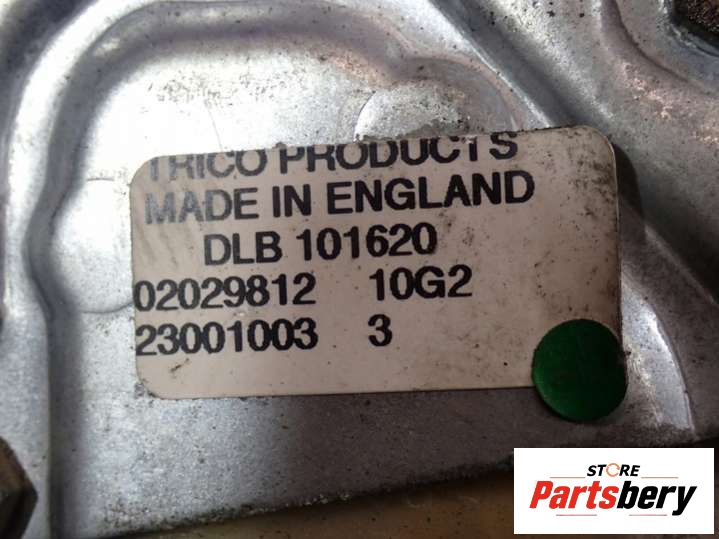 TRICO PRODUCTS
MADE IN ENGLAND
DLB 101620
02029812 10G2
23001003 3
STORE
Partsbery